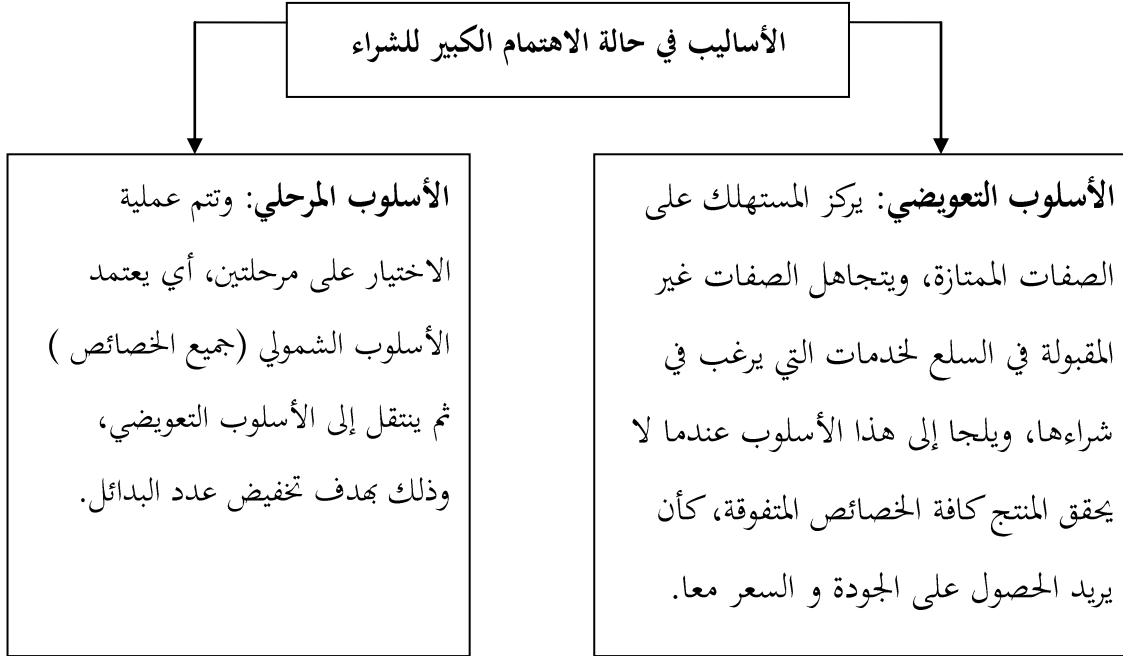 الأساليب في حالة الاهتمام الكبير للشراء
الأسلوب التعويضي: يركز المستهلك على
الصفات الممتازة، ويتجاهل الصفات غير
المقبولة في السلع لخدمات التي يرغب في
شراءها، ويلجا إلى هذا الأسلوب عندما لا
يحقق المنتج كافة الخصائص المتفوقة، كأن
يريد الحصول على الجودة و السعر معا.
الأسلوب المرحلي: وتتم عملية
الاختيار على مرحلتين، أي يعتمد
الأسلوب الشمولي (جميع الخصائص )
ثم ينتقل إلى الأسلوب التعويضي،
وذلك بهدف تخفيض عدد البدائل.